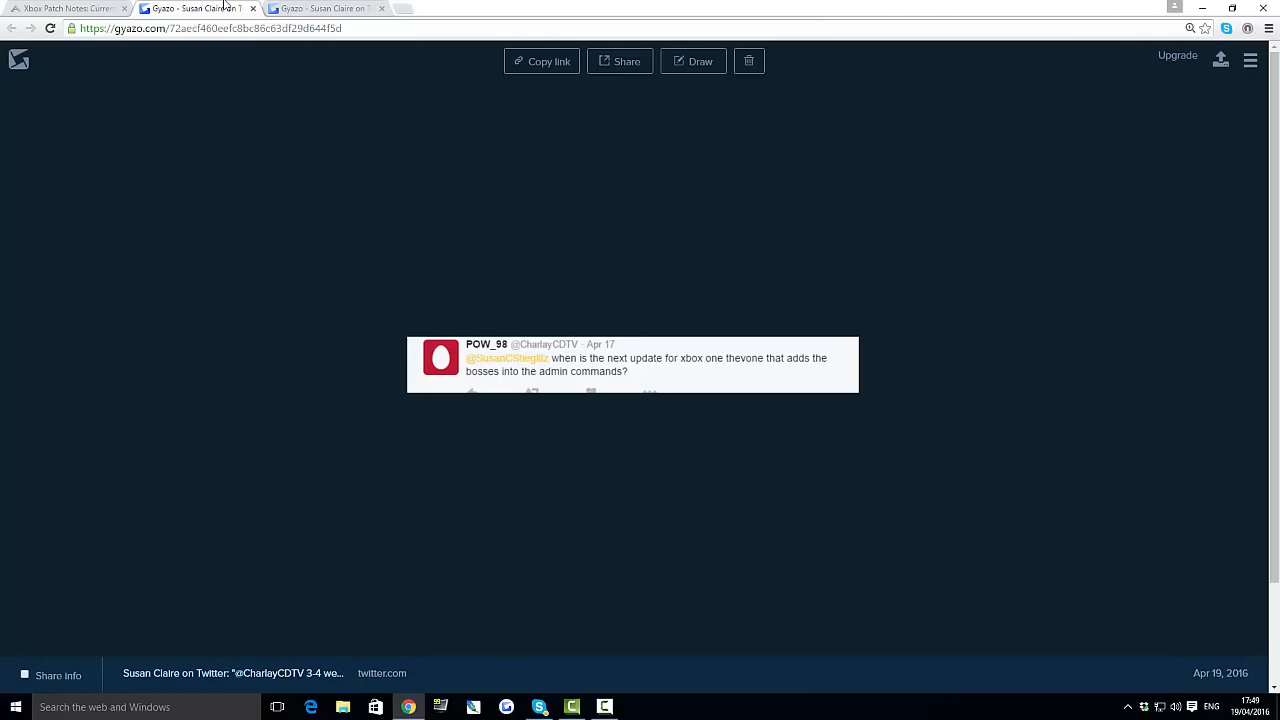 Xbox Patch Notes: Curren
Gyazo - Susan Claire on T
Gyazo - Susan Claire on T
https://gyazo.com/72aecf460eefc8bc86c63df29d644f5d
Copy link
Share
Draw
Upgrade
POW_98 @CharlayCDTV · Apr 17
@SusanCStieglitz when is the next update for xbox one thevone that adds the
bosses into the admin commands?
Share info
Susan Claire on Twitter: "@CharlayCDTV 3-4 we...
twitter.com
Apr 19, 2016
Search the web and Windows
ENG
17:49
19/04/2016